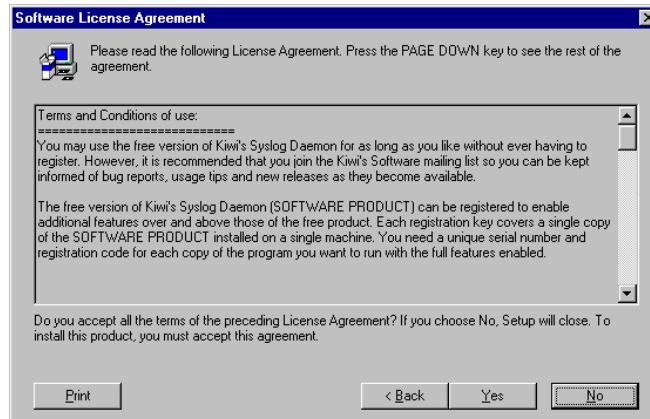 Software License Agreement
Please read the following License Agreement. Press the PAGE DOWN key to see the rest of the
agreement.
Terms and Conditions of use:
============================
You may use the free version of Kiwi's Syslog Daemon for as long as you like without ever having to
register. However, it is recommended that you join the Kiwi's Software mailing list so you can be kept
informed of bug reports, usage tips and new releases as they become available.
The free version of Kiwi's Syslog Daemon (SOFTWARE PRODUCT) can be registered to enable
additional features over and above those of the free product. Each registration key covers a single copy
of the SOFTWARE PRODUCT installed on a single machine. You need a unique serial number and
registration code for each copy of the program you want to run with the full features enabled.
Do you accept all the terms of the preceding License Agreement? If you choose No, Setup will close. To
install this product, you must accept this agreement.
Print
< Back
Yes
No